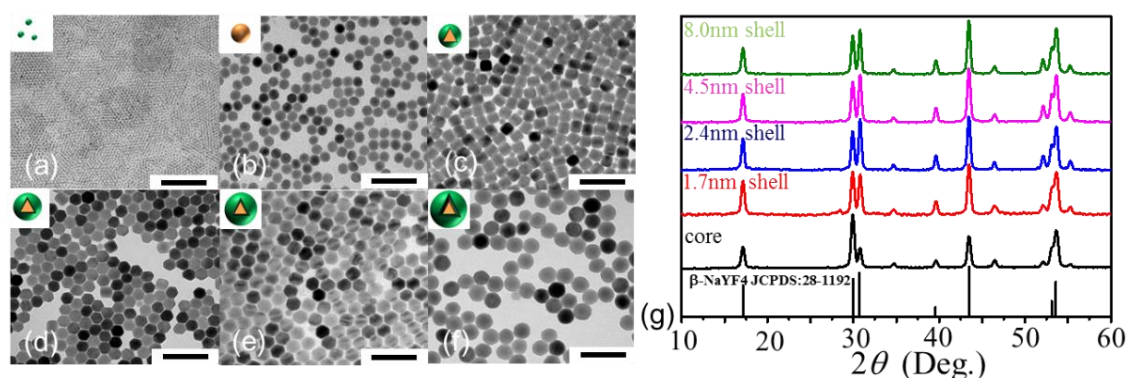 (a)
(b)
(c)
(d)
(e)
(f)
8.0nm shell
4.5nm shell
2.4nm shell
1.7nm shell
core
β-NaYF4 JCPDS:28-1192
(g)
10 20 30 40 50 60
2θ (Deg.)